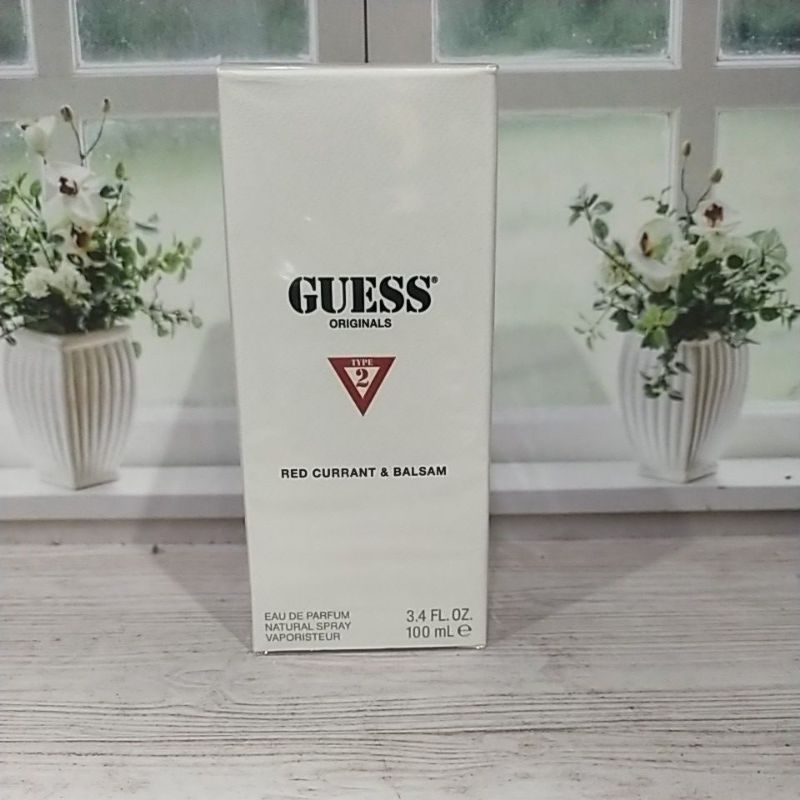 GUESS®
ORIGINALS
TYPE
2
RED CURRANT & BALSAM
EAU DE PARFUM
NATURAL SPRAY
VAPORISTEUR
3.4 FL. OZ.
100 mL ℮